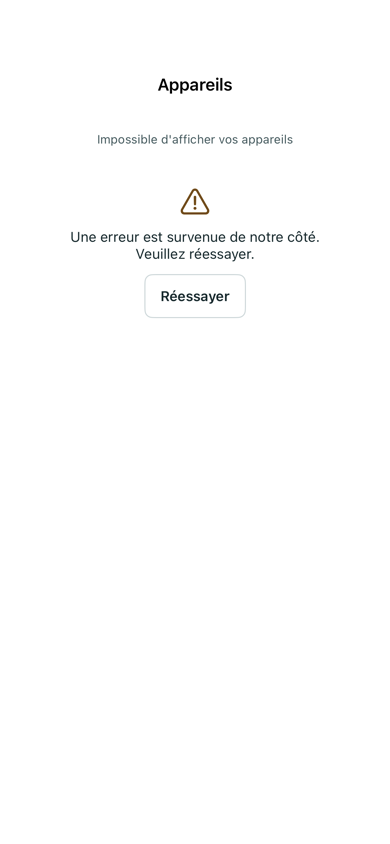 Appareils
Impossible d'afficher vos appareils
Une erreur est survenue de notre côté.
Veuillez réessayer.
Réessayer